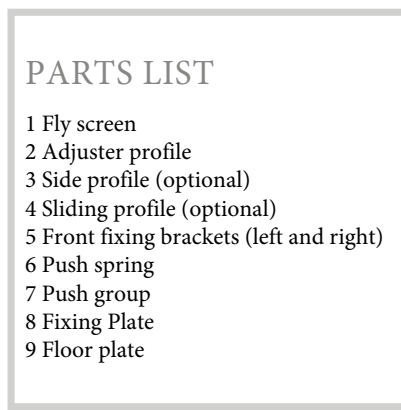 PARTS LIST
1 Fly screen
2 Adjuster profile
3 Side profile (optional)
4 Sliding profile (optional)
5 Front fixing brackets (left and right)
6 Push spring
7 Push group
8 Fixing Plate
9 Floor plate